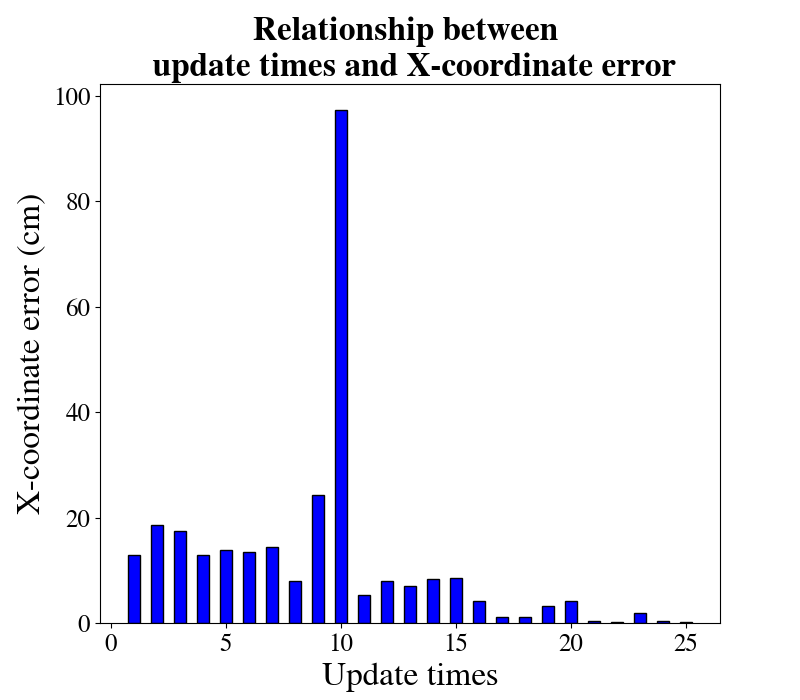 Relationship between
update times and X-coordinate error
100
80
60
40
20
0
X-coordinate error (cm)
0 5 10 15 20 25
Update times